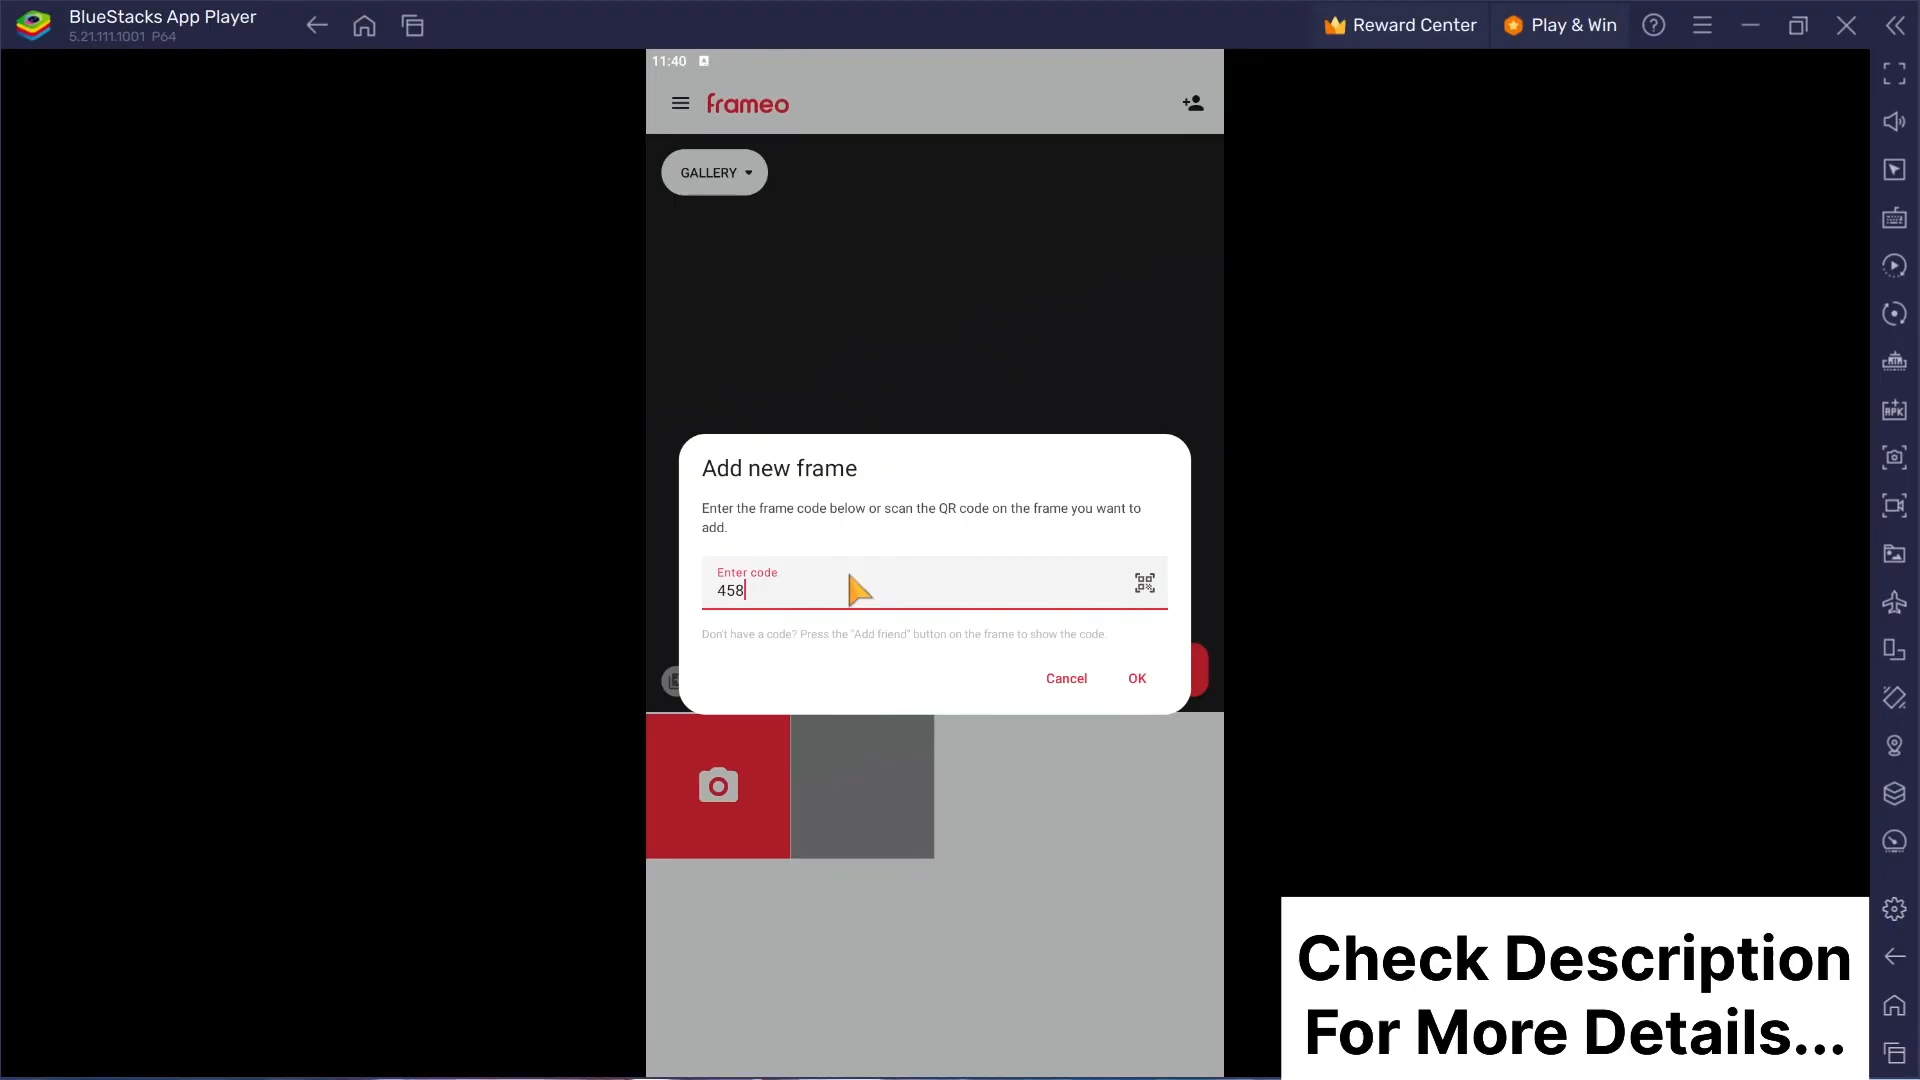 BlueStacks App Player
5.21.111.1001 P64
Reward Center
Play & Win
11:40
frameo
GALLERY
Add new frame
Enter the frame code below or scan the QR code on the frame you want to
add.
Enter code
458
Don't have a code? Press the "Add friend" button on the frame to show the code.
Cancel
OK
APK
Check Description
For More Details...